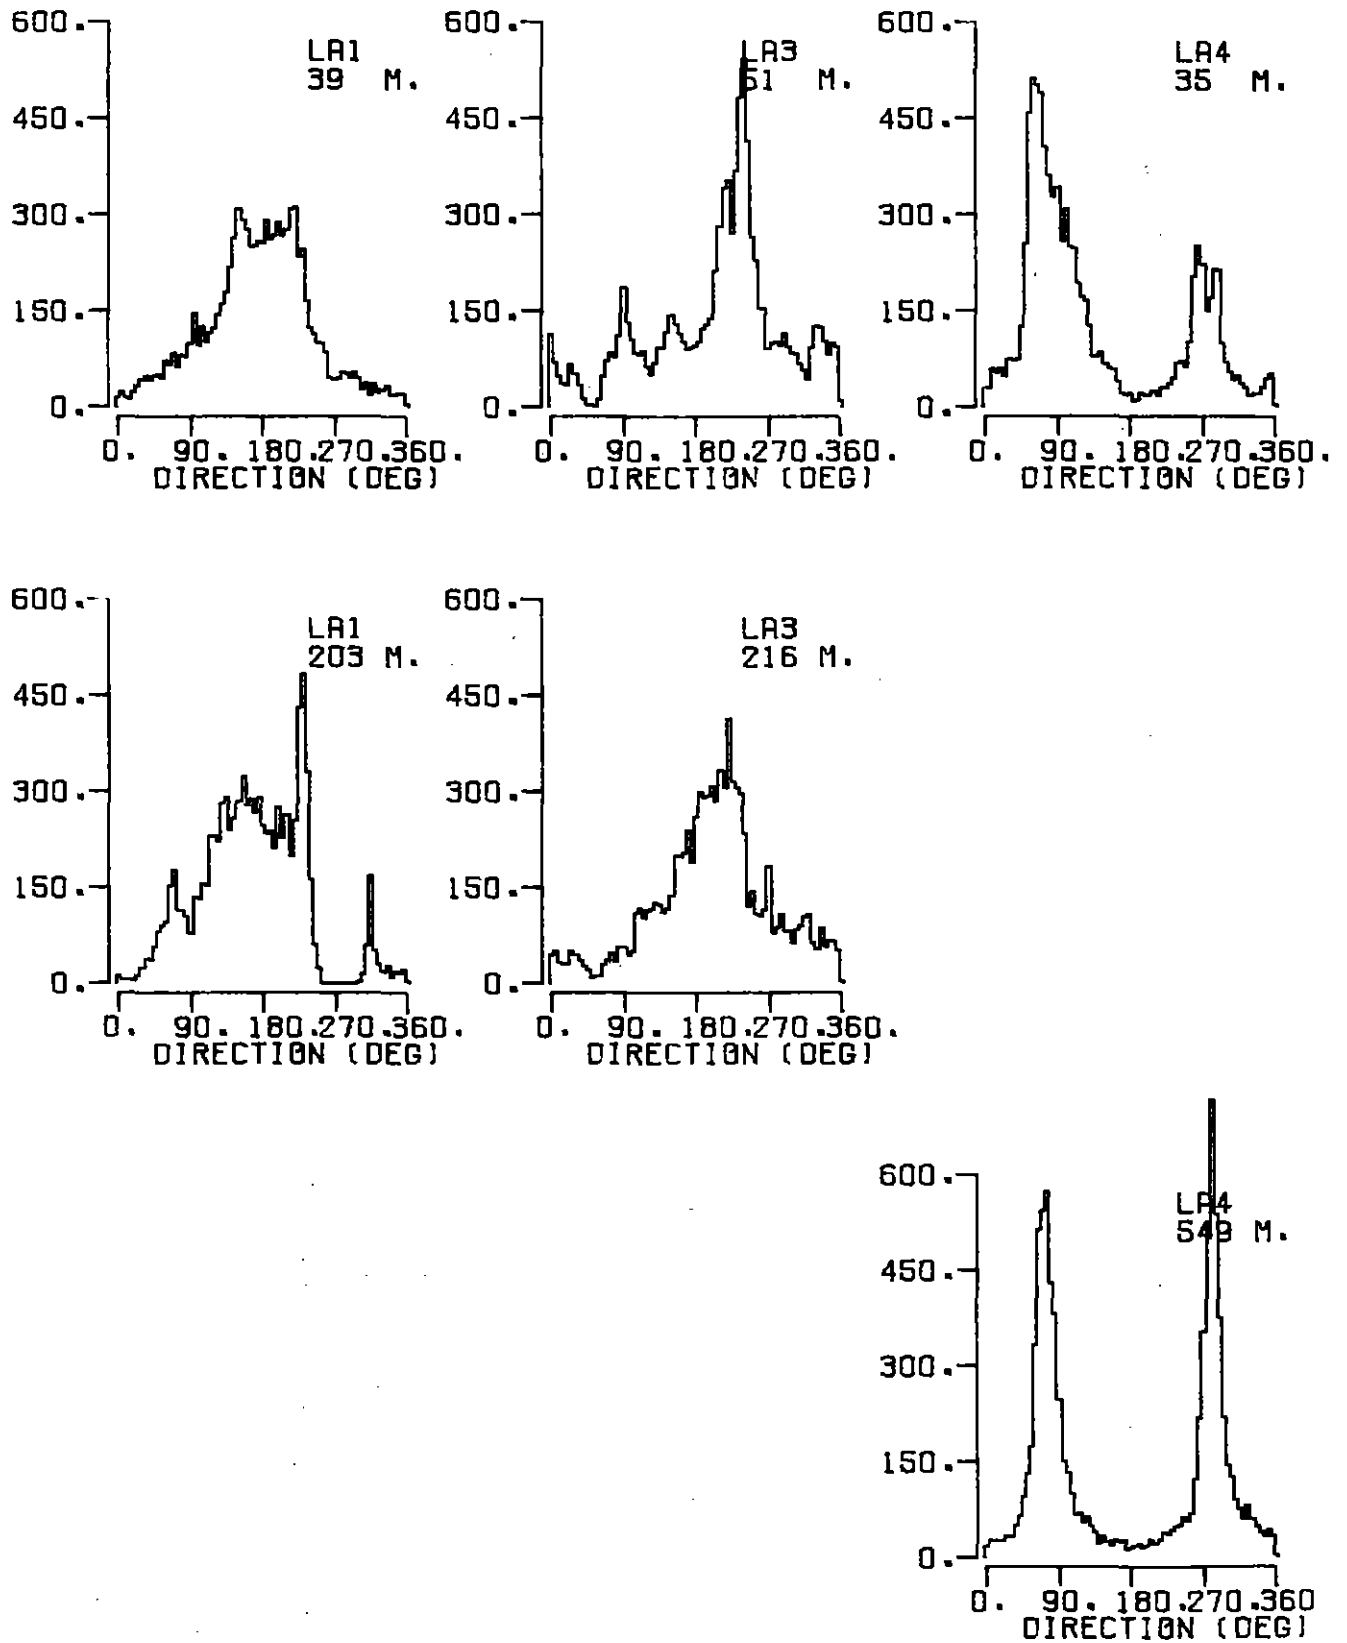 600.
450.
300.
150.
0.
LA1
39 M.
0. 90. 180. 270. 360.
DIRECTION (DEG)
600.
450.
300.
150.
0.
LA3
51 M.
0. 90. 180. 270. 360.
DIRECTION (DEG)
600.
450.
300.
150.
0.
LA4
35 M.
0. 90. 180. 270. 360.
DIRECTION (DEG)
600.
450.
300.
150.
0.
LA1
203 M.
0. 90. 180. 270. 360.
DIRECTION (DEG)
600.
450.
300.
150.
0.
LA3
216 M.
0. 90. 180. 270. 360.
DIRECTION (DEG)
600.
450.
300.
150.
0.
LA4
549 M.
0. 90. 180. 270. 360
DIRECTION (DEG)